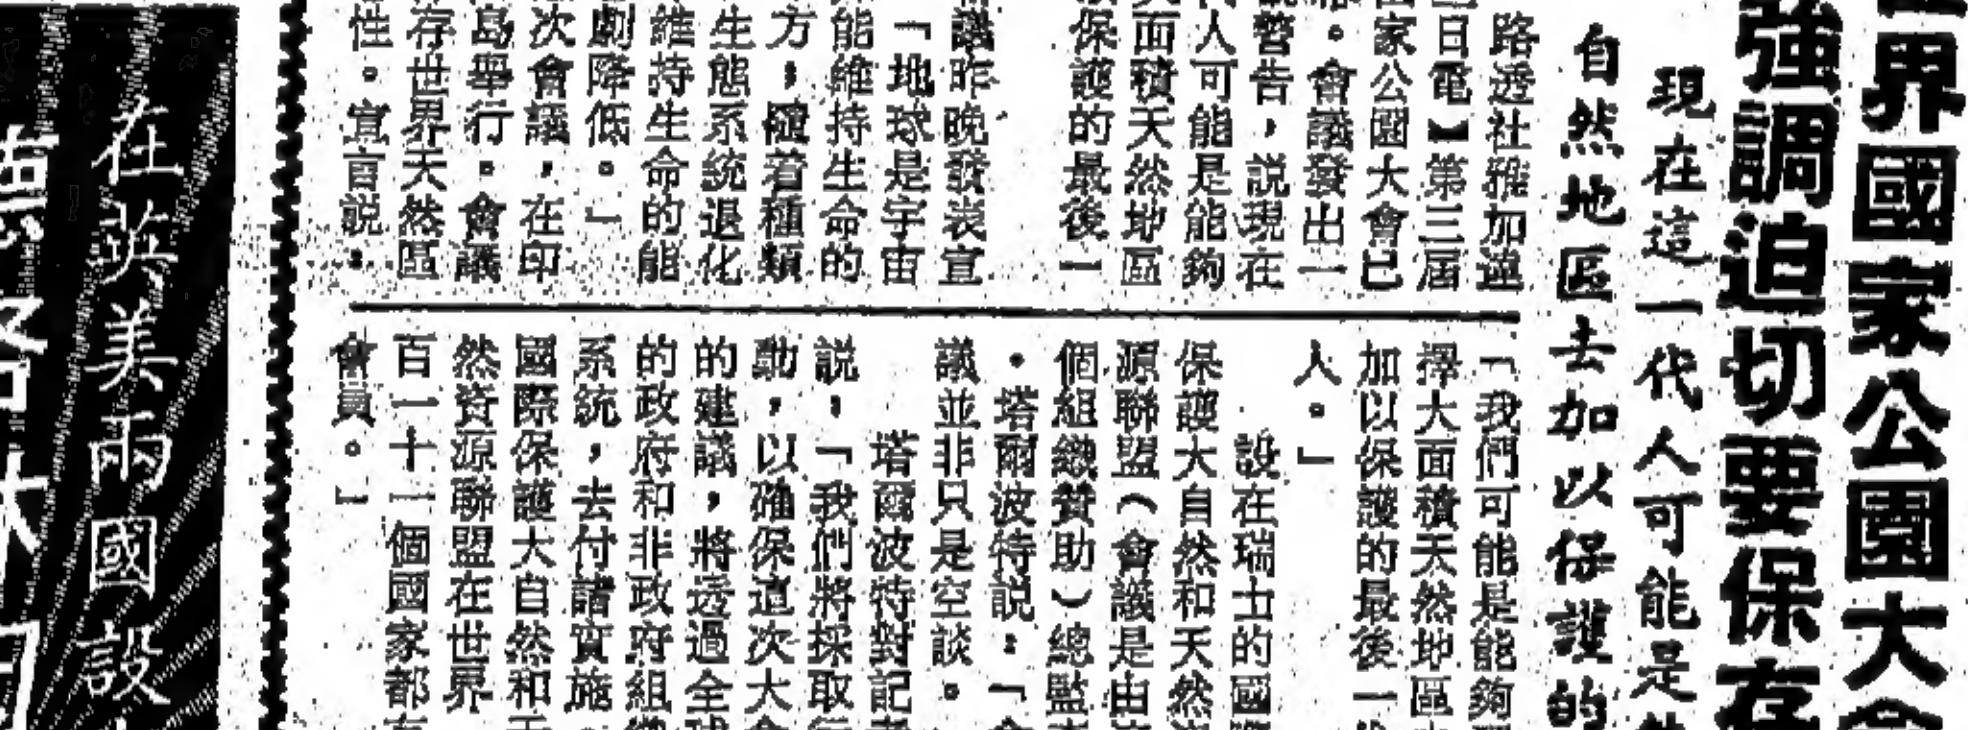 界國家公園大會
強調迫切要保存
現在這一代人可能是
自然地區去加以保護的
路透社雅加達
日電】第三屆
家公園大會已
。會議發出一
警告，說現在
人可能是能夠
面積天然地區
保護的最後一
議昨晚發表宣
「地球是宇宙
能維持生命的
方，隨着種類
生態系統退化
維持生命的能
劇降低。」
次會議，在印
島舉行。會議
存世界天然區
性。宣言說：
「我們可能是能夠
擇大面積天然地區
加以保護的最後一
人。」
設在瑞士的國
保護大自然和天然
源聯盟（會議是由
個組織贊助）總監
。塔爾波特說：「
議並非只是空談。
塔爾波特對記
說，「我們將採取
動，以確保這次大
的建議，將透過全
的政府和非政府組
系統，去付諸實施
國際保護大自然和
然資源聯盟在世界
百一十一個國家都
會員。」
在英美兩國設